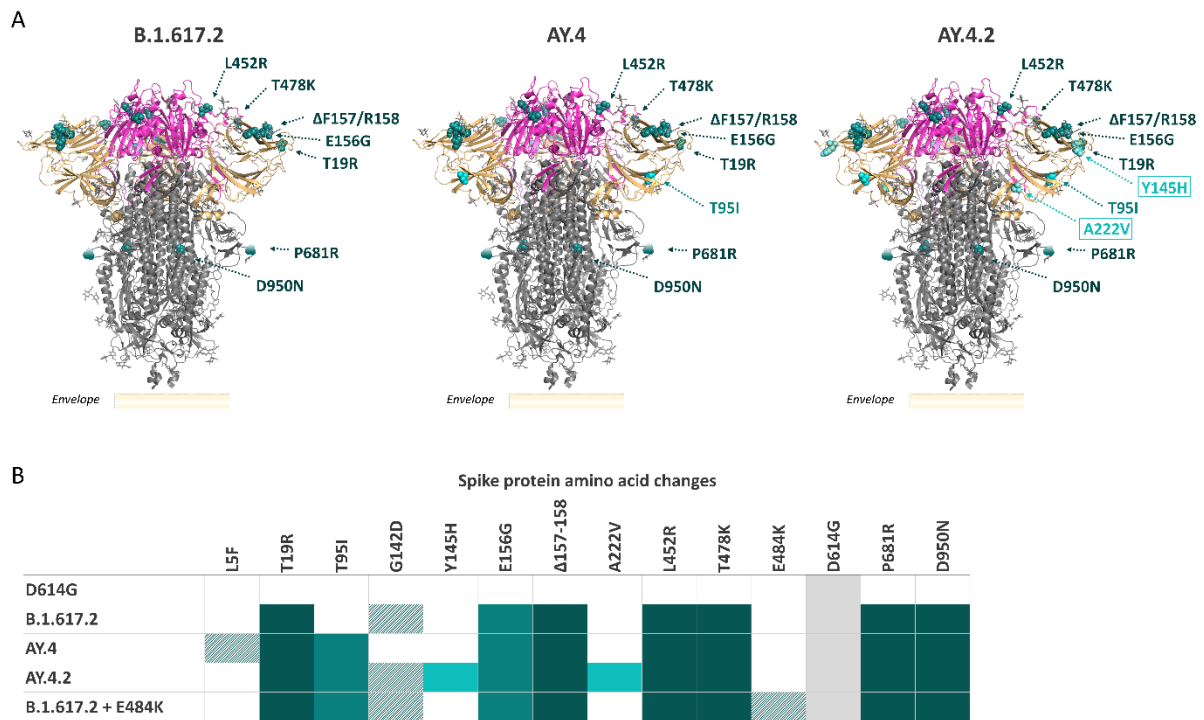 A
B.1.617.2
L452R
T478K
ΔF157/R158
E156G
T19R
P681R
D950N
Envelope
AY.4
L452R
T478K
ΔF157/R158
E156G
T19R
T95I
P681R
D950N
Envelope
AY.4.2
L452R
T478K
ΔF157/R158
E156G
T19R
Y145H
T95I
A222V
P681R
D950N
Envelope
B
Spike protein amino acid changes
L5F T19R T95I G142D Y145H E156G Δ157-158 A222V L452R T478K E484K D614G P681R D950N
D614G
B.1.617.2
AY.4
AY.4.2
B.1.617.2 + E484K